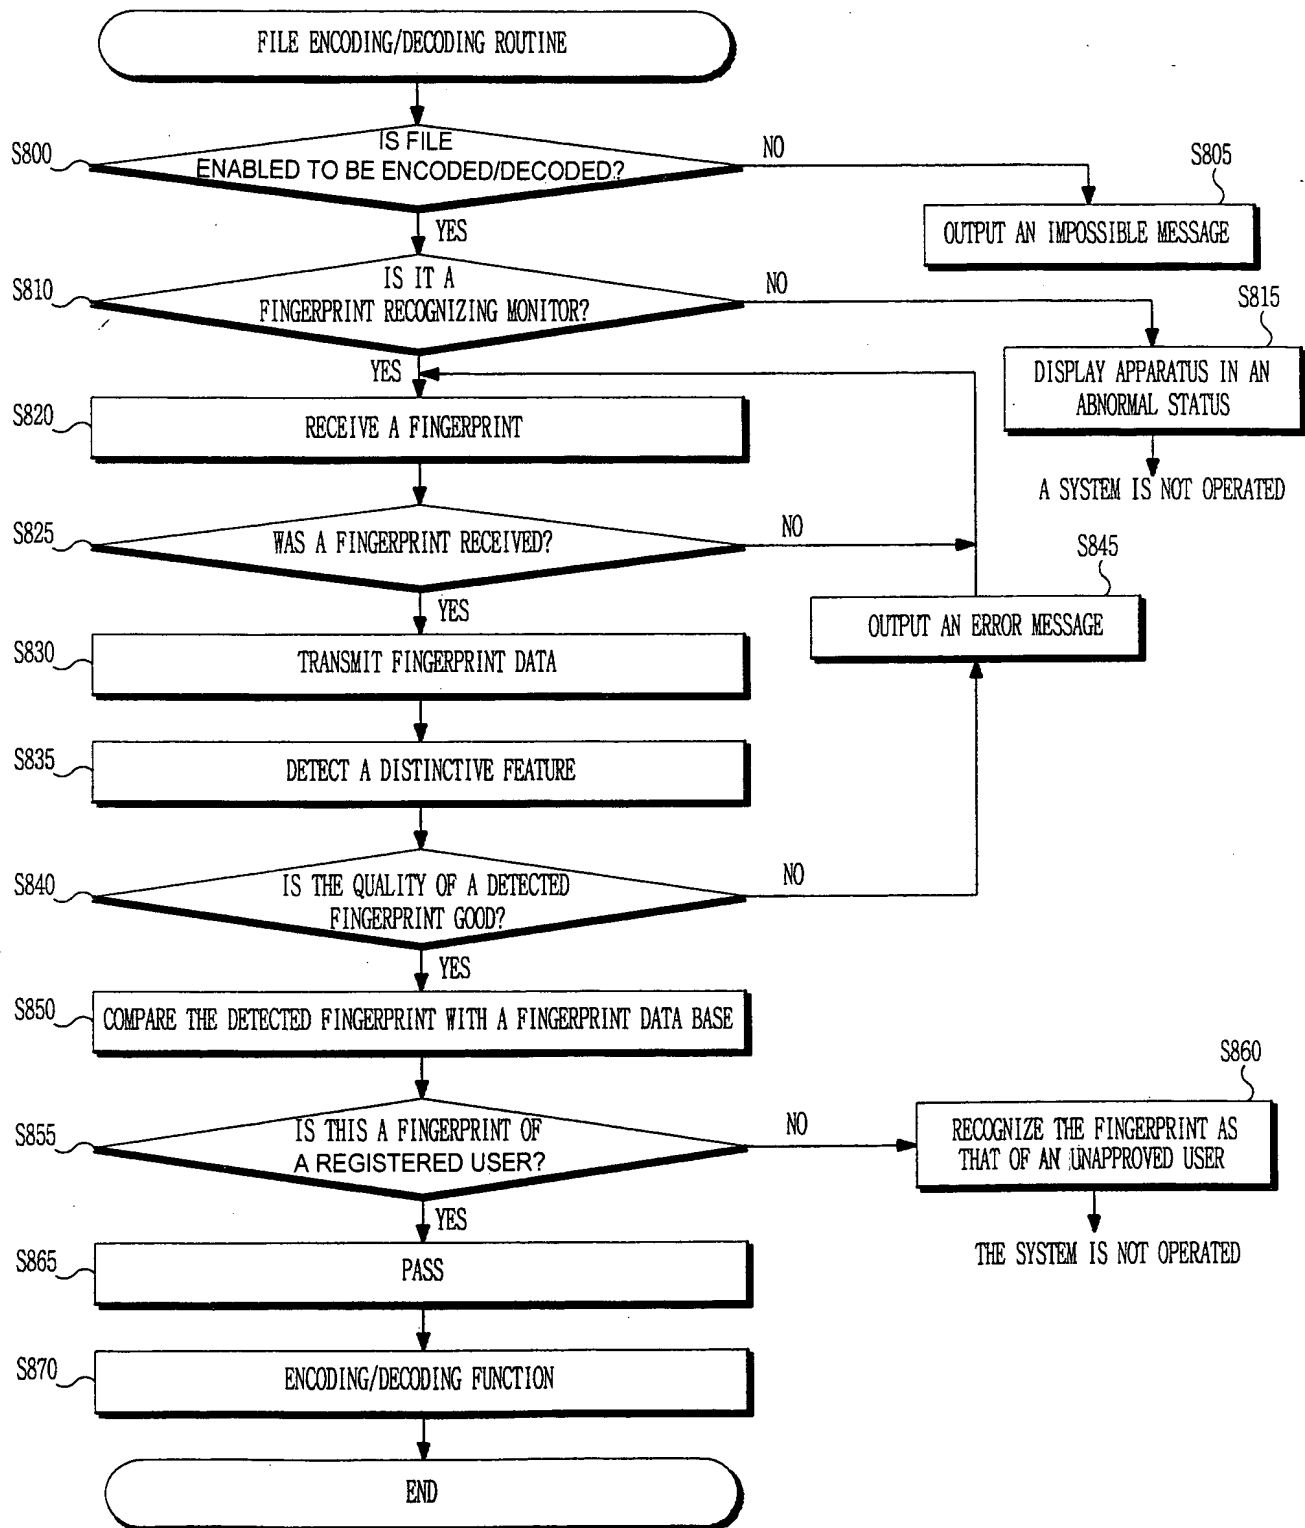 FILE ENCODING/DECODING ROUTINE
S800
IS FILE
ENABLED TO BE ENCODED/DECODED?
NO
S805
OUTPUT AN IMPOSSIBLE MESSAGE
YES
S810
IS IT A
FINGERPRINT RECOGNIZING MONITOR?
NO
S815
DISPLAY APPARATUS IN AN
ABNORMAL STATUS
A SYSTEM IS NOT OPERATED
YES
S820
RECEIVE A FINGERPRINT
S825
WAS A FINGERPRINT RECEIVED?
NO
S845
OUTPUT AN ERROR MESSAGE
YES
S830
TRANSMIT FINGERPRINT DATA
S835
DETECT A DISTINCTIVE FEATURE
S840
IS THE QUALITY OF A DETECTED
FINGERPRINT GOOD?
NO
YES
S850
COMPARE THE DETECTED FINGERPRINT WITH A FINGERPRINT DATA BASE
S855
IS THIS A FINGERPRINT OF
A REGISTERED USER?
NO
S860
RECOGNIZE THE FINGERPRINT AS
THAT OF AN UNAPPROVED USER
THE SYSTEM IS NOT OPERATED
YES
S865
PASS
S870
ENCODING/DECODING FUNCTION
END